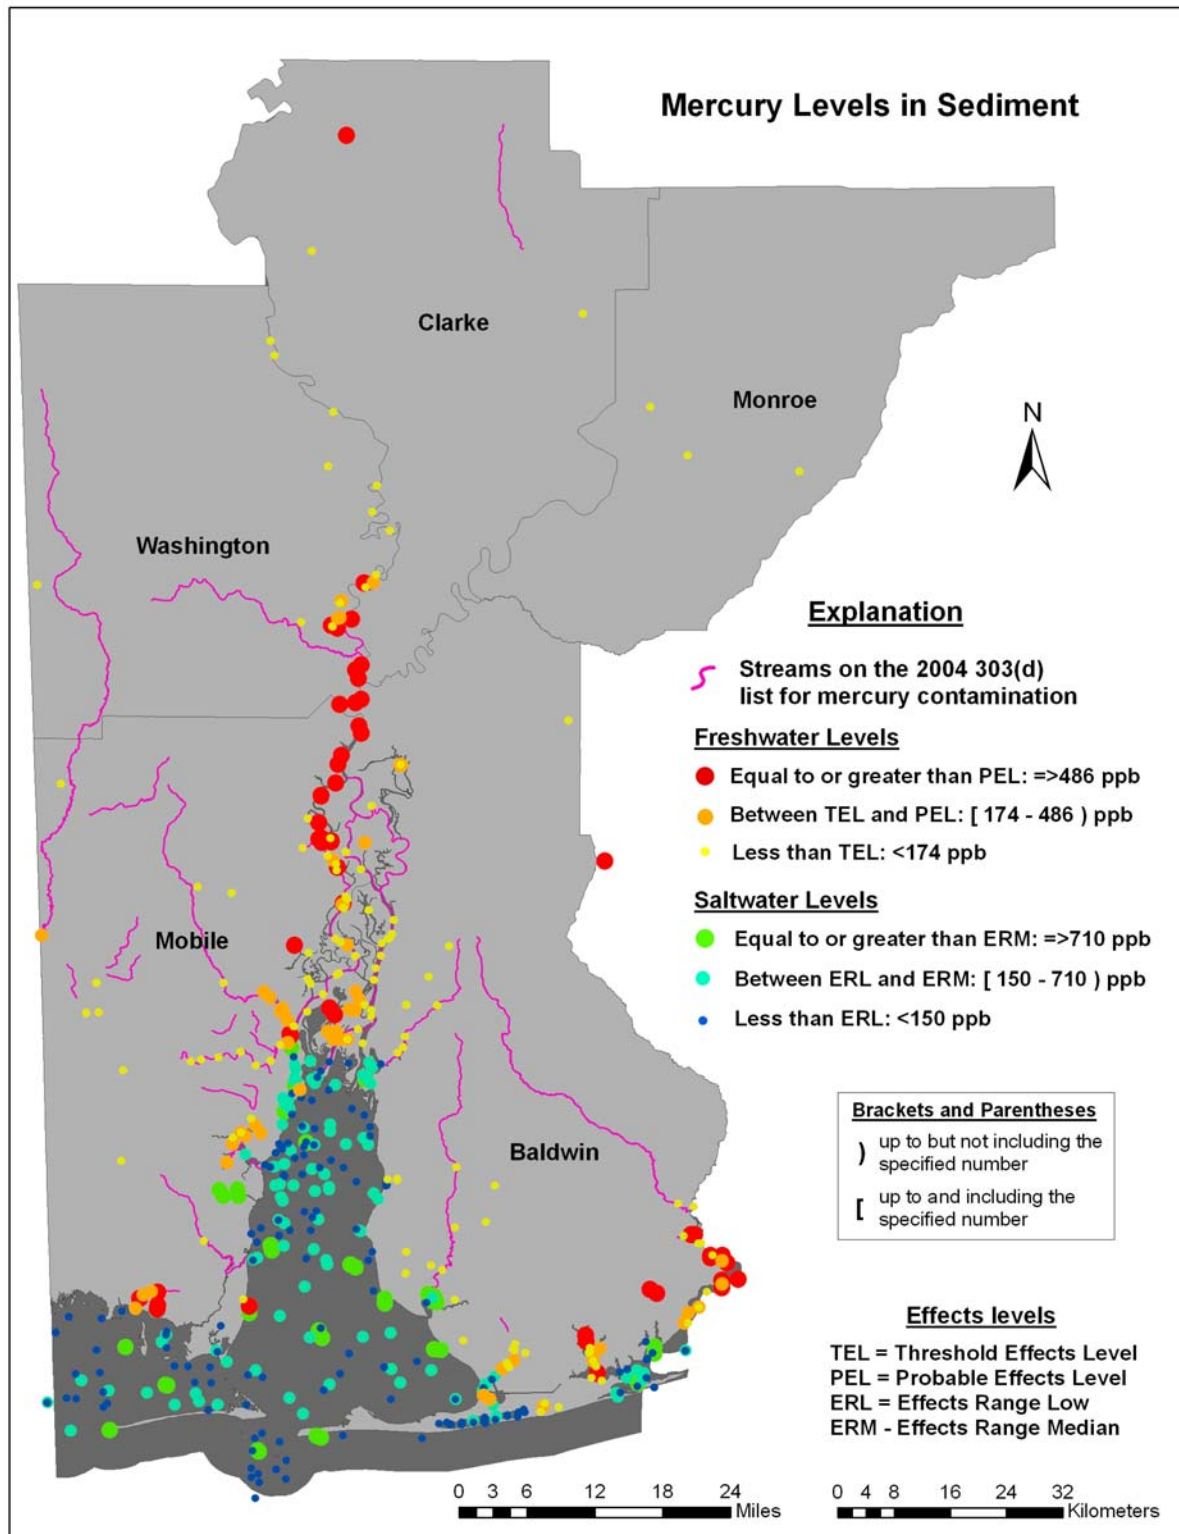 Mercury Levels in Sediment
Clarke
Monroe
N
Washington
Mobile
Baldwin
Explanation
Streams on the 2004 303(d)
list for mercury contamination
Freshwater Levels
Equal to or greater than PEL: =>486 ppb
Between TEL and PEL: [ 174 - 486 ) ppb
Less than TEL: <174 ppb
Saltwater Levels
Equal to or greater than ERM: =>710 ppb
Between ERL and ERM: [ 150 - 710 ) ppb
Less than ERL: <150 ppb
Brackets and Parentheses
) up to but not including the
specified number
[ up to and including the
specified number
Effects levels
TEL = Threshold Effects Level
PEL = Probable Effects Level
ERL = Effects Range Low
ERM - Effects Range Median
0 3 6 12 18 24
Miles
0 4 8 16 24 32
Kilometers